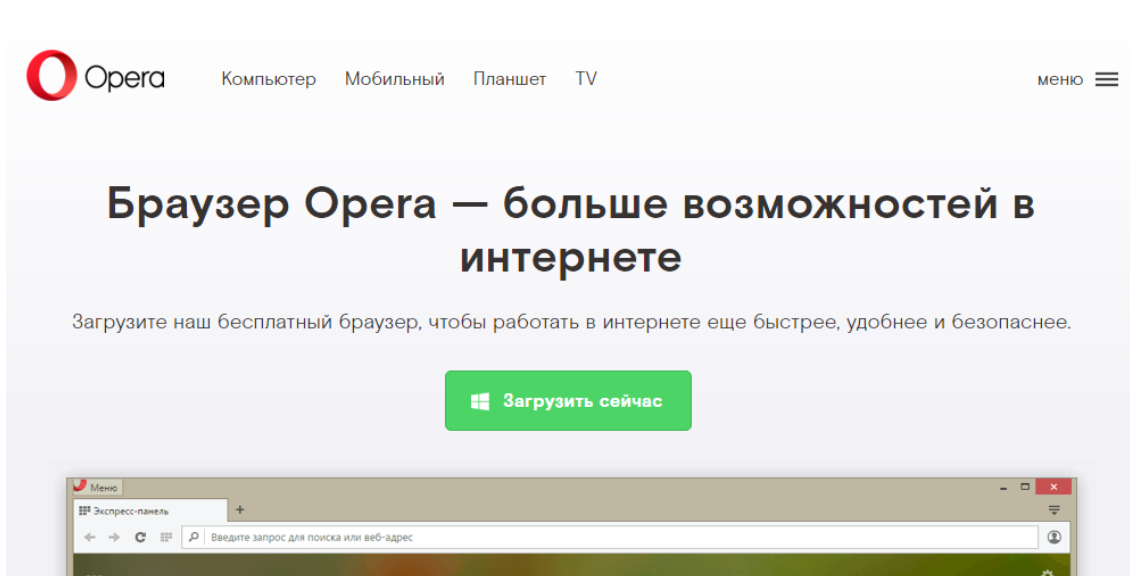 Opera Компьютер Мобильный Планшет TV меню
Браузер Opera — больше возможностей в
интернете
Загрузите наш бесплатный браузер, чтобы работать в интернете еще быстрее, удобнее и безопаснее.
Загрузить сейчас
Меню
Экспресс-панель
Введите запрос для поиска или веб-адрес